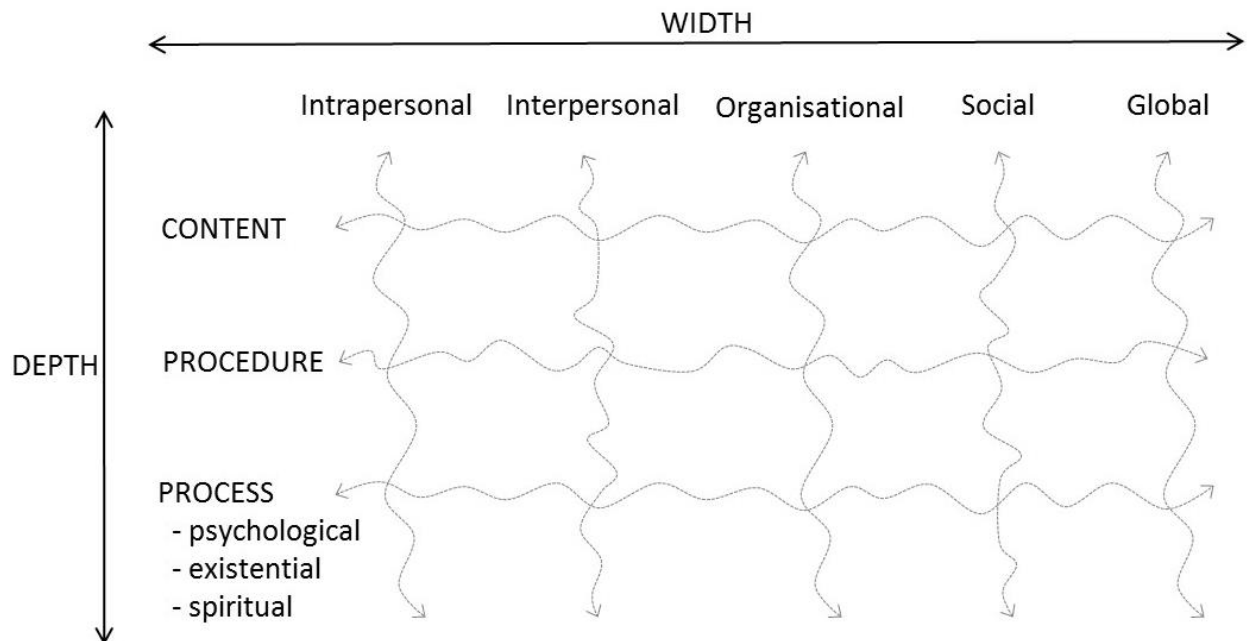 WIDTH
Intrapersonal Interpersonal Organisational Social Global
CONTENT
DEPTH PROCEDURE
PROCESS
- psychological
- existential
- spiritual